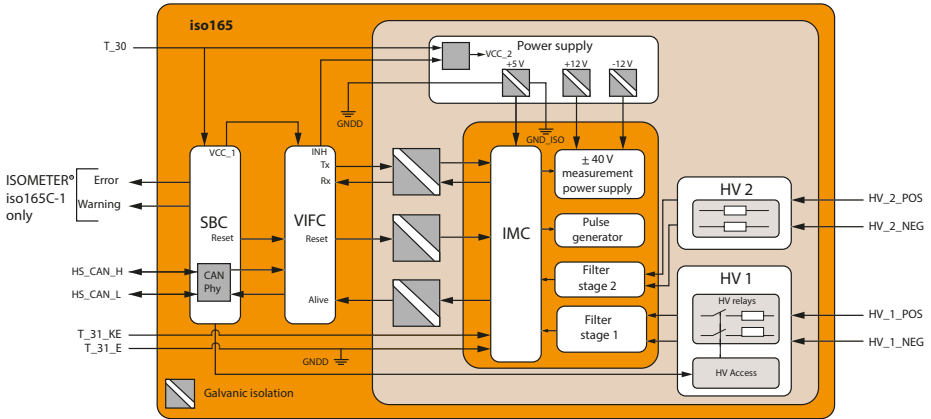 iso165
T_30
Power supply
VCC_2
+5 V
+12 V
-12 V
GNDD
GND_ISO
VCC_1
INH
Tx
Rx
± 40 V
measurement
power supply
ISOMETER®
iso165C-1
only
Error
Warning
SBC
Reset
VIFC
Reset
IMC
Pulse
generator
HV 2
HV_2_POS
HV_2_NEG
HS_CAN_H
HS_CAN_L
CAN
Phy
Alive
Filter
stage 2
Filter
stage 1
HV 1
HV relays
HV_1_POS
HV_1_NEG
T_31_KE
T_31_E
GNDD
HV Access
Galvanic isolation